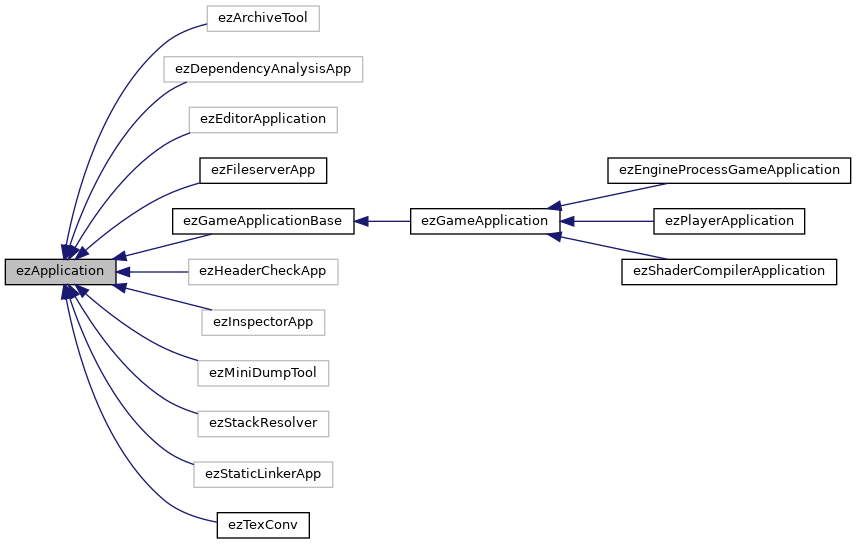 ezArchiveTool
ezDependencyAnalysisApp
ezEditorApplication
ezFileserverApp
ezEngineProcessGameApplication
ezGameApplicationBase
ezGameApplication
ezPlayerApplication
ezApplication
ezHeaderCheckApp
ezShaderCompilerApplication
ezInspectorApp
ezMiniDumpTool
ezStackResolver
ezStaticLinkerApp
ezTexConv